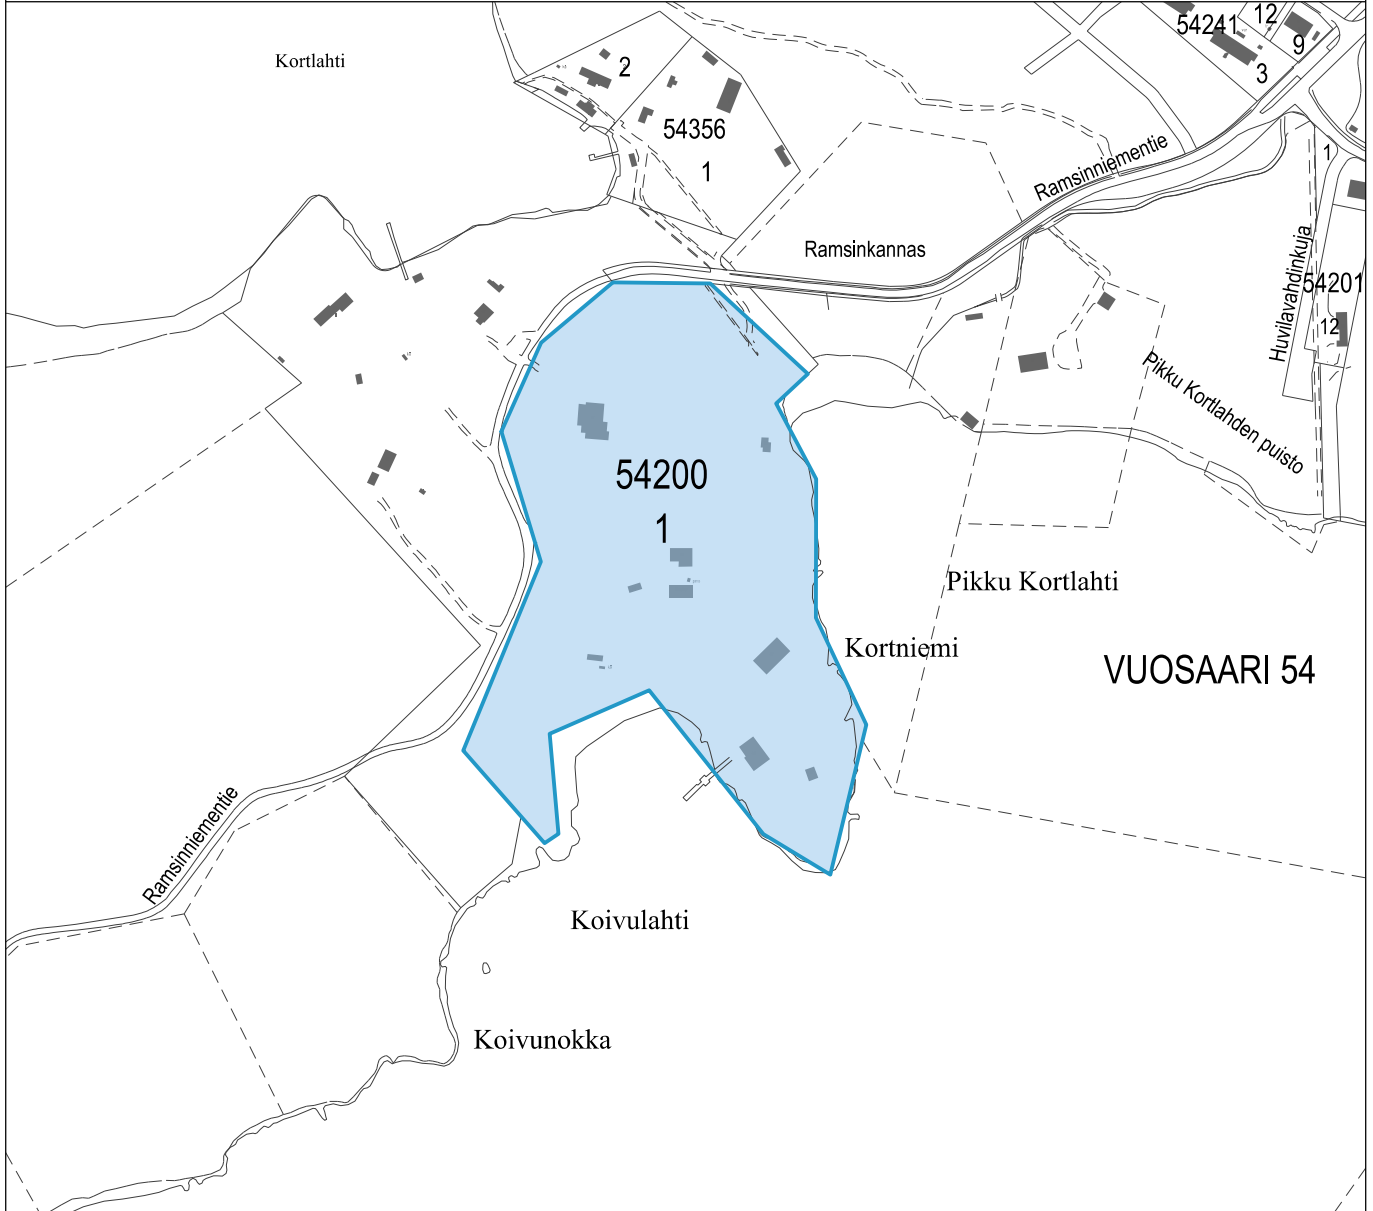 12
54241
9
Kortlahti
2
3
54356
1
1
Ramsinniementie
Ramsinkannas
Huvilavahdinkuja
54201
12
Pikku Kortlahden puisto
54200
1
Pikku Kortlahti
Kortniemi
VUOSAARI 54
Ramsinniementie
Koivulahti
Koivunokka